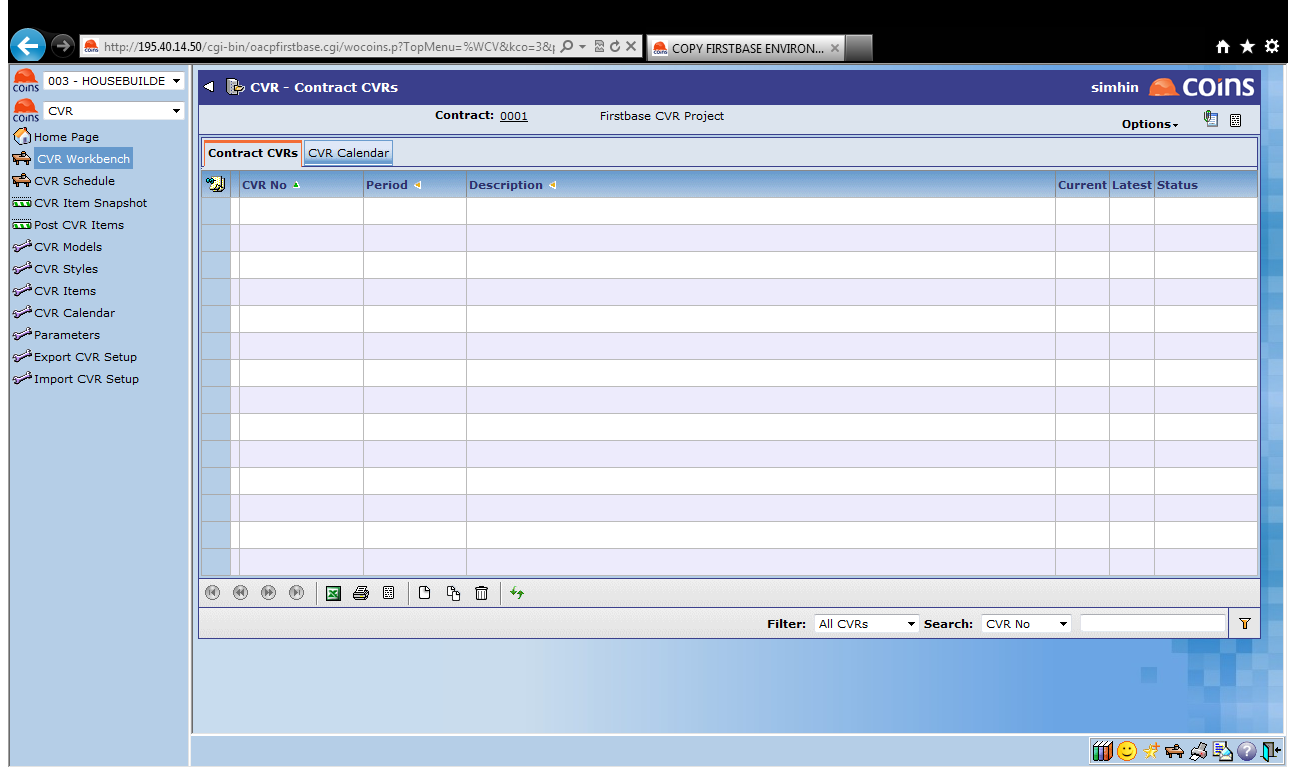 http://195.40.14.50/cgi-bin/oacpfirstbase.cgi/wocoins.p?TopMenu=%WCV&kco=3&
COPY FIRSTBASE ENVIRON...
coins
003 - HOUSEBUILDE
coins
CVR
Home Page
CVR Workbench
CVR Schedule
CVR Item Snapshot
Post CVR Items
CVR Models
CVR Styles
CVR Items
CVR Calendar
Parameters
Export CVR Setup
Import CVR Setup
CVR - Contract CVRs
simhin
coins
Contract: 0001 Firstbase CVR Project
Options
Contract CVRs CVR Calendar
CVR No Period Description Current Latest Status
Filter: All CVRs Search: CVR No